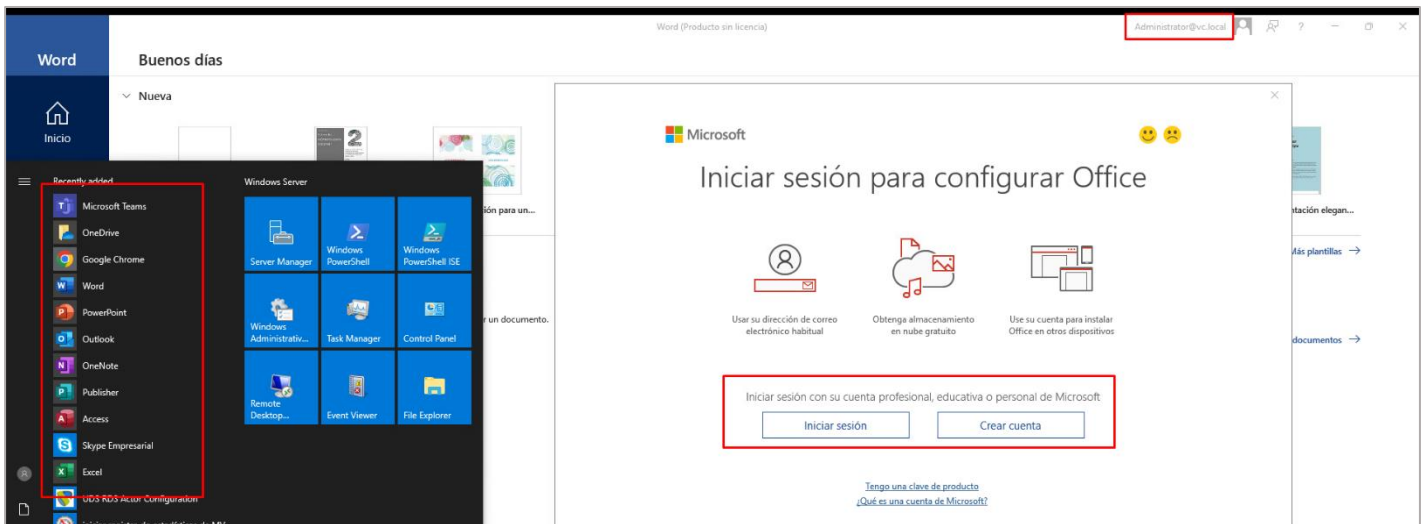 Word (Producto sin licencia)
Administrator@vc.local
?
Word
Buenos días
Nueva
Inicio
Microsoft
Iniciar sesión para configurar Office
Recently added
Windows Server
Microsoft Teams
OneDrive
Google Chrome
Word
PowerPoint
Outlook
OneNote
Publisher
Access
Skype Empresarial
Excel
UDS RDS Actor Configuration
Server Manager
Windows PowerShell
Windows PowerShell ISE
Windows Administrativ...
Task Manager
Control Panel
Remote Desktop...
Event Viewer
File Explorer
ión para un...
r un documento.
Usar su dirección de correo
electrónico habitual
Obtenga almacenamiento
en nube gratuito
Use su cuenta para instalar
Office en otros dispositivos
Iniciar sesión con su cuenta profesional, educativa o personal de Microsoft
Iniciar sesión
Crear cuenta
Tengo una clave de producto
¿Qué es una cuenta de Microsoft?
ntación elegan...
Más plantillas
documentos